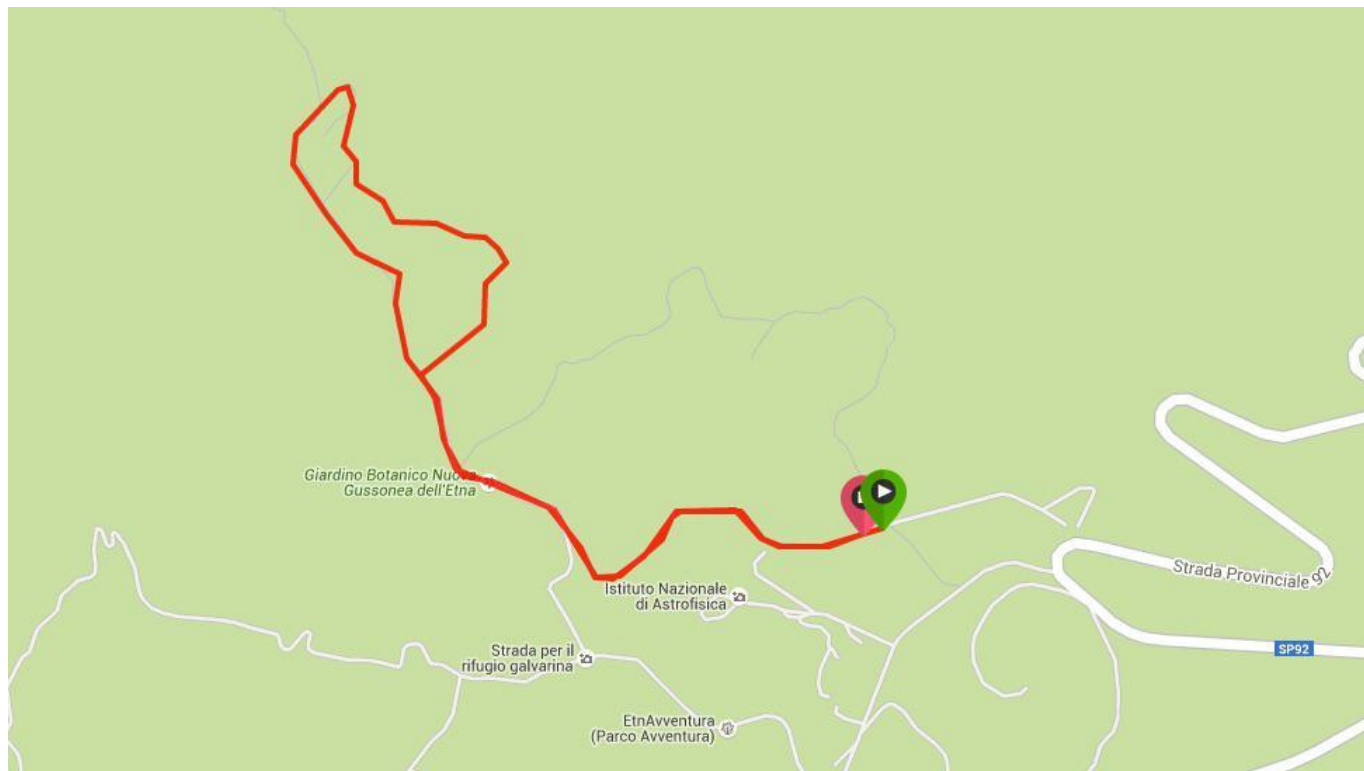 Giardino Botanico Nuova
Gussonea dell'Etna
Istituto Nazionale
di Astrofisica
Strada Provinciale 92
SP92
Strada per il
rifugio galvarina
EtnAvventura
(Parco Avventura)